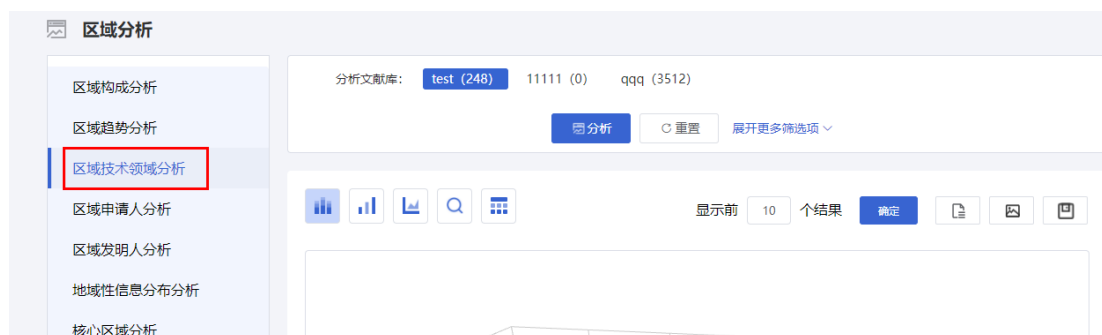 区域分析
区域构成分析
区域趋势分析
区域技术领域分析
区域申请人分析
区域发明人分析
地域性信息分布分析
核心区域分析
分析文献库： test (248) 11111 (0) qqq (3512)
分析 重置 展开更多筛选项
显示前 10 个结果 确定